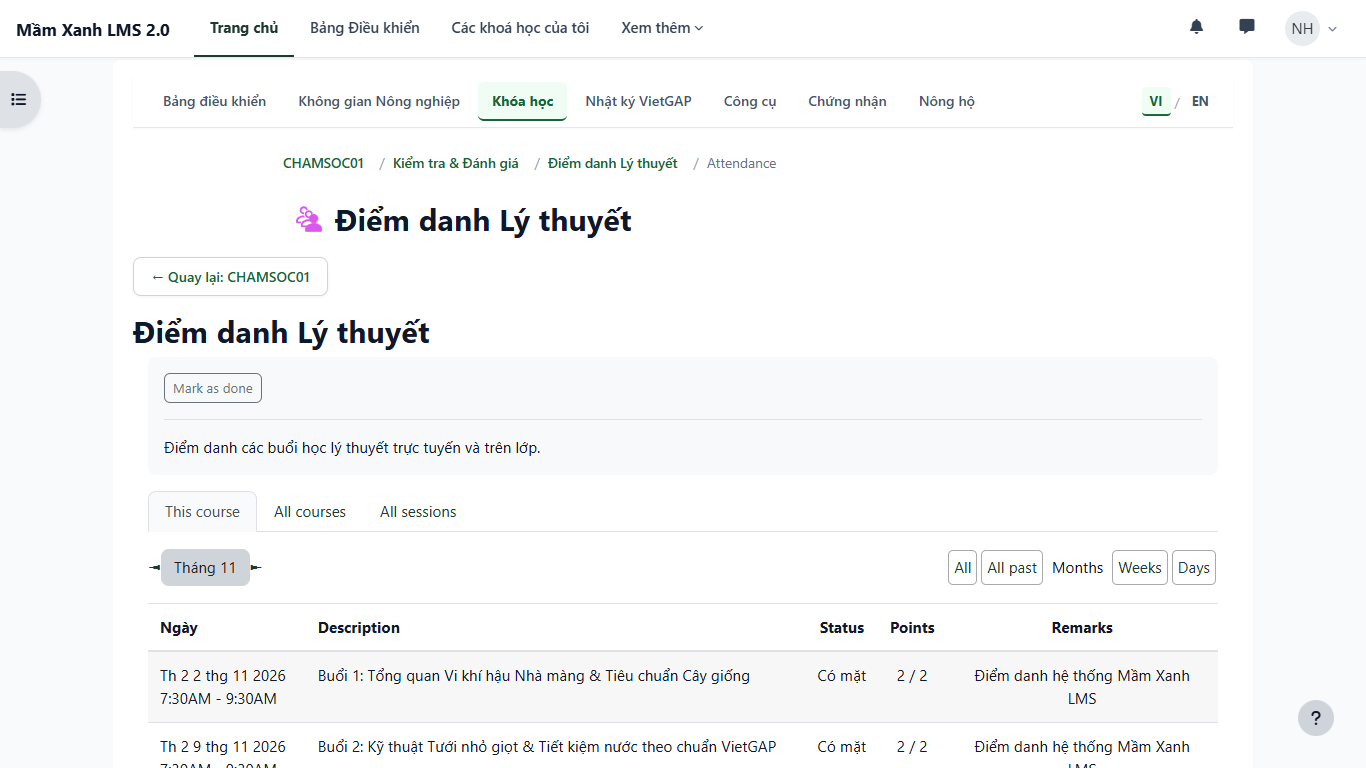 Mầm Xanh LMS 2.0
Trang chủ
Bảng Điều khiển
Các khoá học của tôi
Xem thêm
NH
Bảng điều khiển
Không gian Nông nghiệp
Khóa học
Nhật ký VietGAP
Công cụ
Chứng nhận
Nông hộ
VI / EN
CHAMSOC01 / Kiểm tra & Đánh giá / Điểm danh Lý thuyết / Attendance
Điểm danh Lý thuyết
← Quay lại: CHAMSOC01
Điểm danh Lý thuyết
Mark as done
Điểm danh các buổi học lý thuyết trực tuyến và trên lớp.
This course
All courses
All sessions
◄ Tháng 11 ►
All
All past
Months
Weeks
Days
Ngày Description Status Points Remarks
Th 2 2 thg 11 2026 Buổi 1: Tổng quan Vi khí hậu Nhà màng & Tiêu chuẩn Cây giống Có mặt 2 / 2 Điểm danh hệ thống Mầm Xanh
7:30AM - 9:30AM LMS
Th 2 9 thg 11 2026 Buổi 2: Kỹ thuật Tưới nhỏ giọt & Tiết kiệm nước theo chuẩn VietGAP Có mặt 2 / 2 Điểm danh hệ thống Mầm Xanh
7:30AM - 9:30AM LMS
?